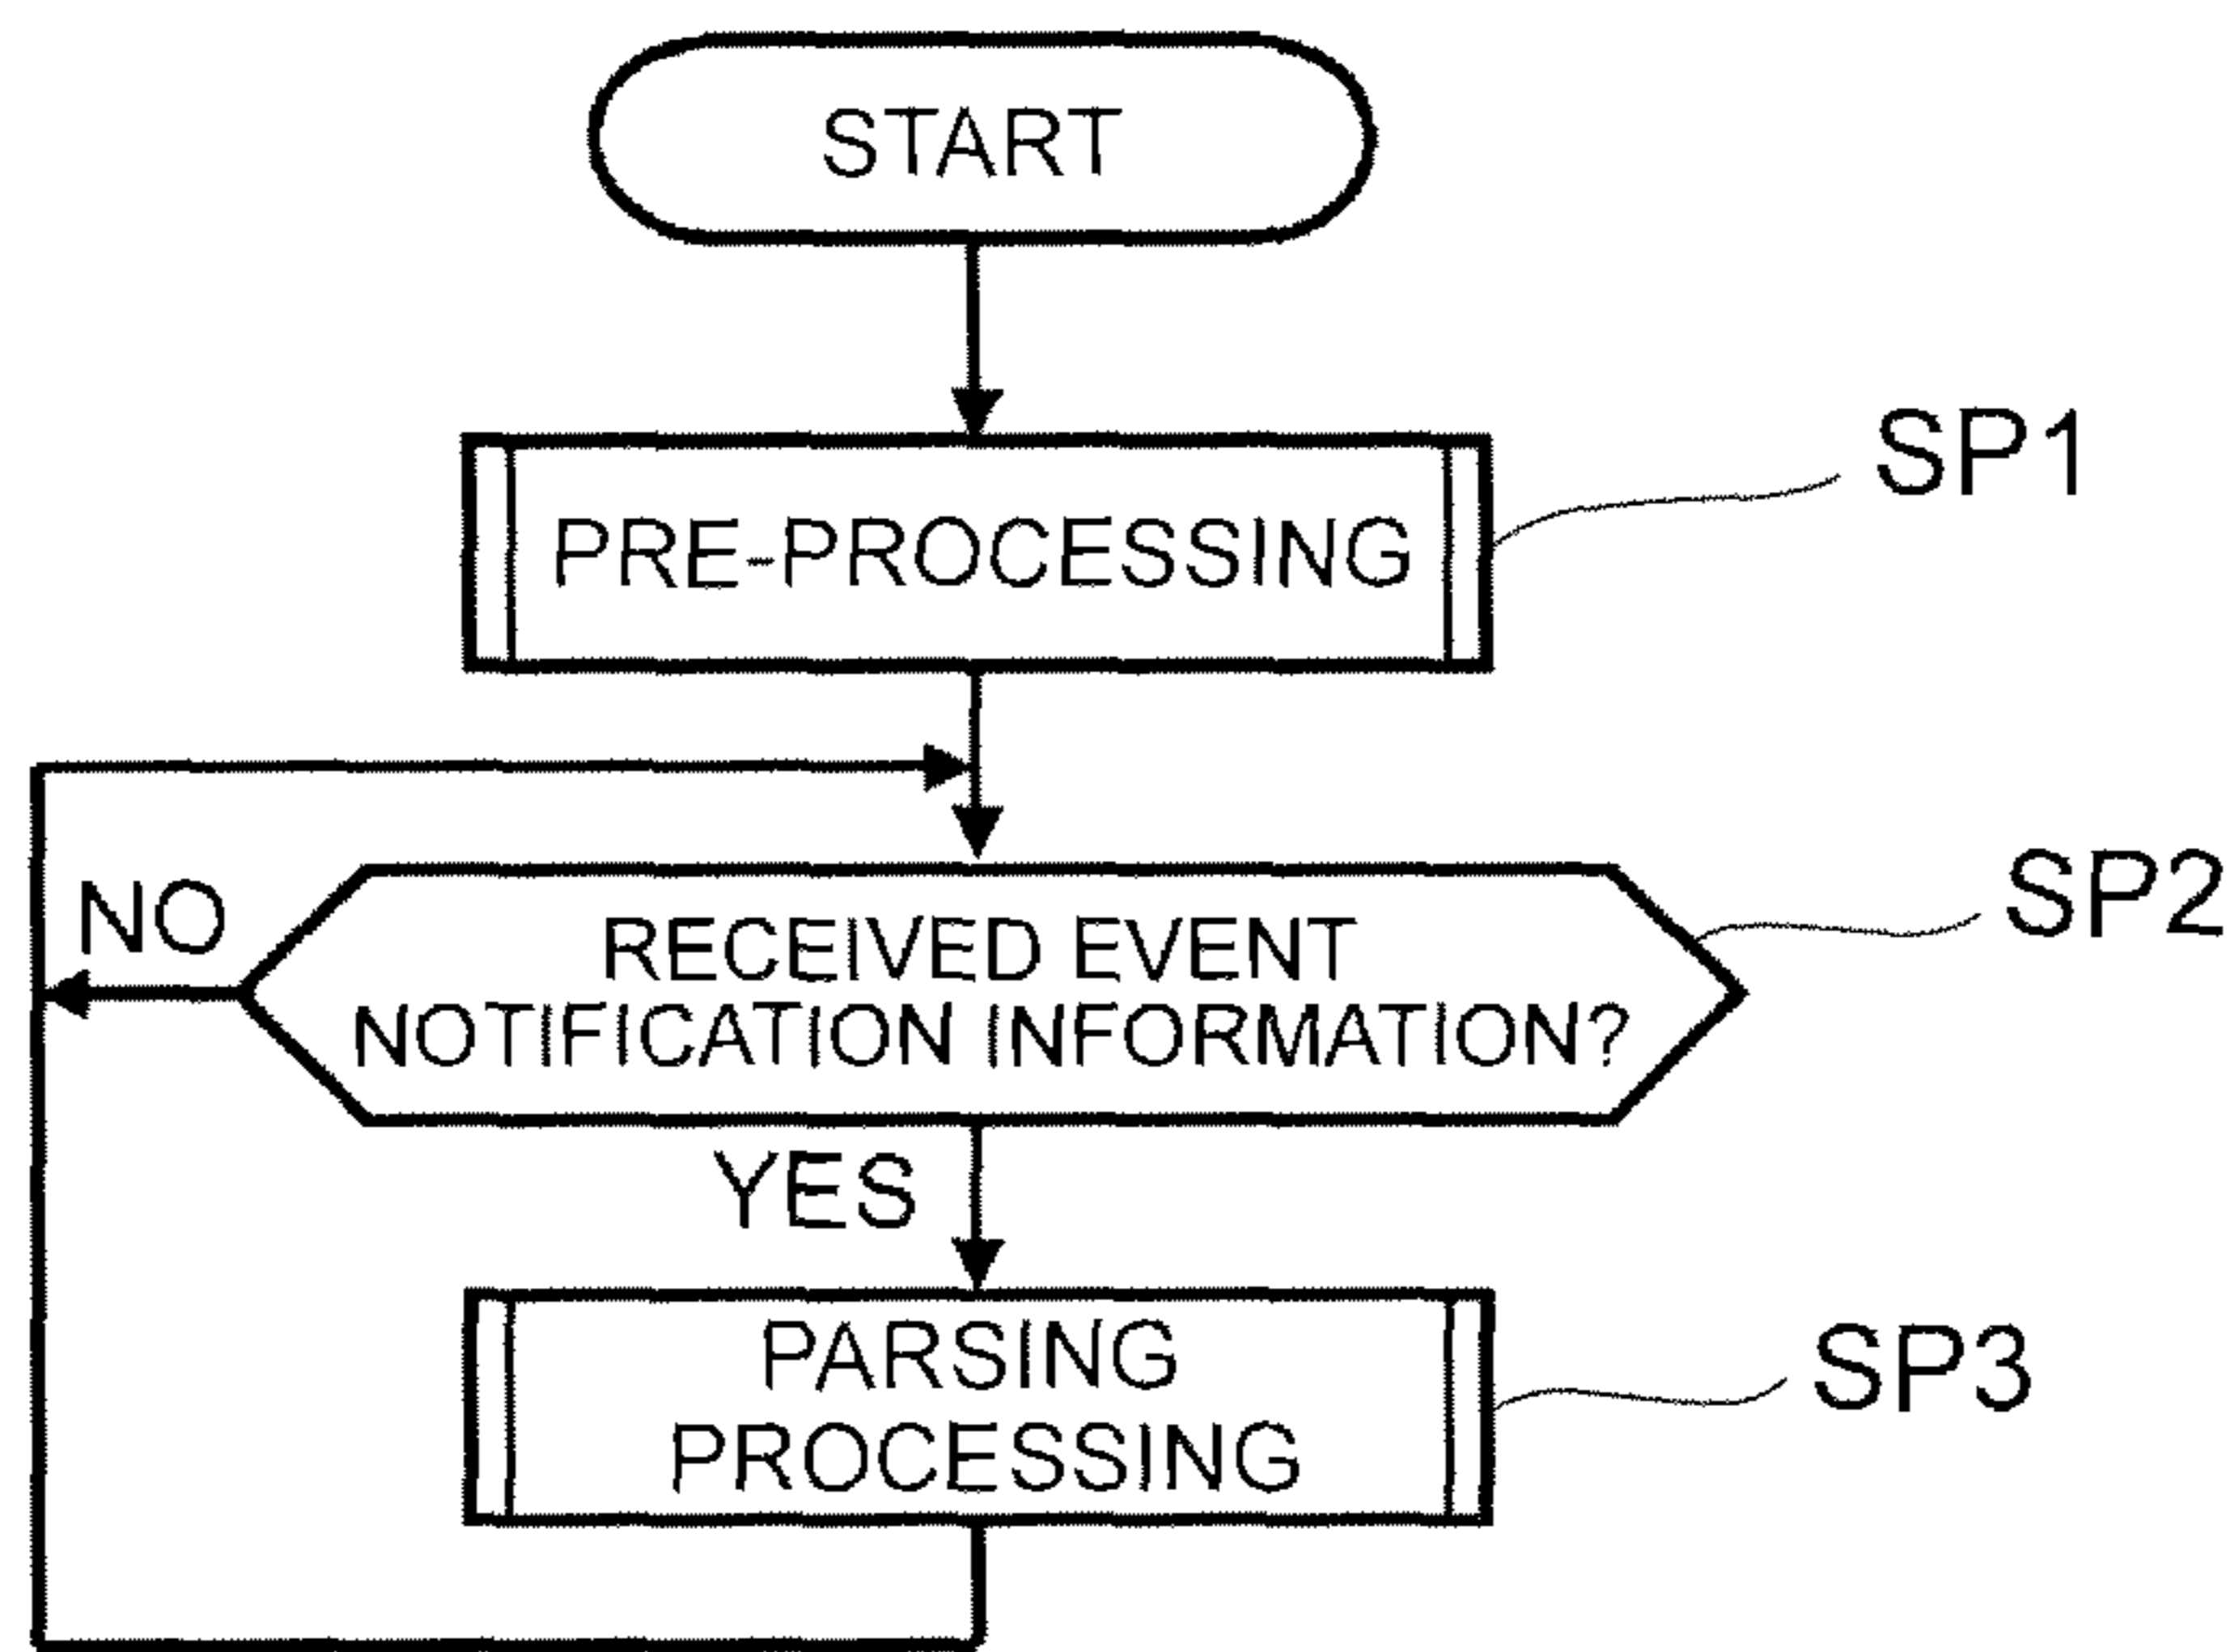 START
PRE-PROCESSING
SP1
NO
RECEIVED EVENT
NOTIFICATION INFORMATION?
SP2
YES
PARSING
PROCESSING
SP3